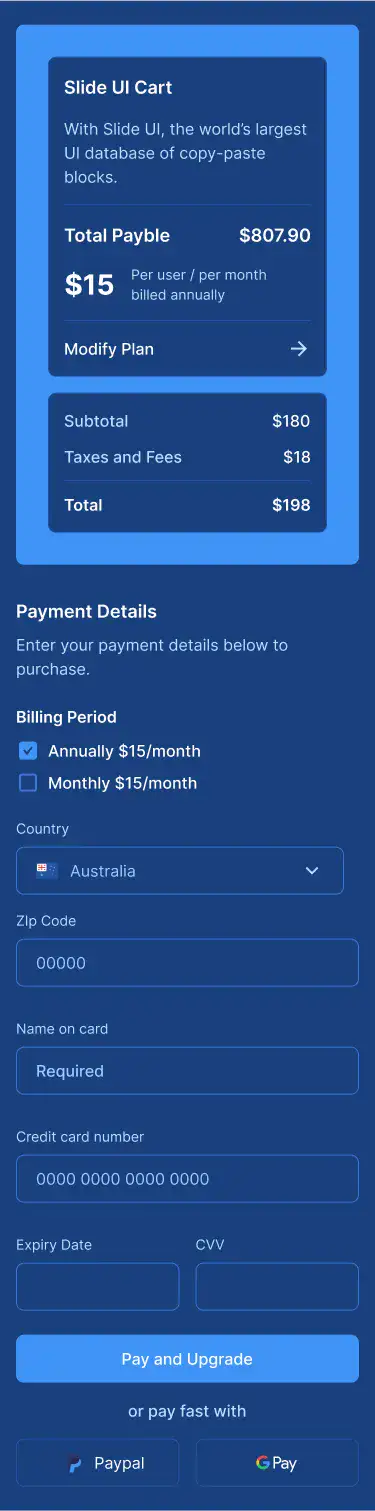 Slide UI Cart
With Slide UI, the world's largest
UI database of copy-paste
blocks.
Total Payble $807.90
$15 Per user / per month
billed annually
Modify Plan
Subtotal $180
Taxes and Fees $18
Total $198
Payment Details
Enter your payment details below to
purchase.
Billing Period
Annually $15/month
Monthly $15/month
Country
Australia
ZIp Code
00000
Name on card
Required
Credit card number
0000 0000 0000 0000
Expiry Date CVV
Pay and Upgrade
or pay fast with
Paypal G Pay